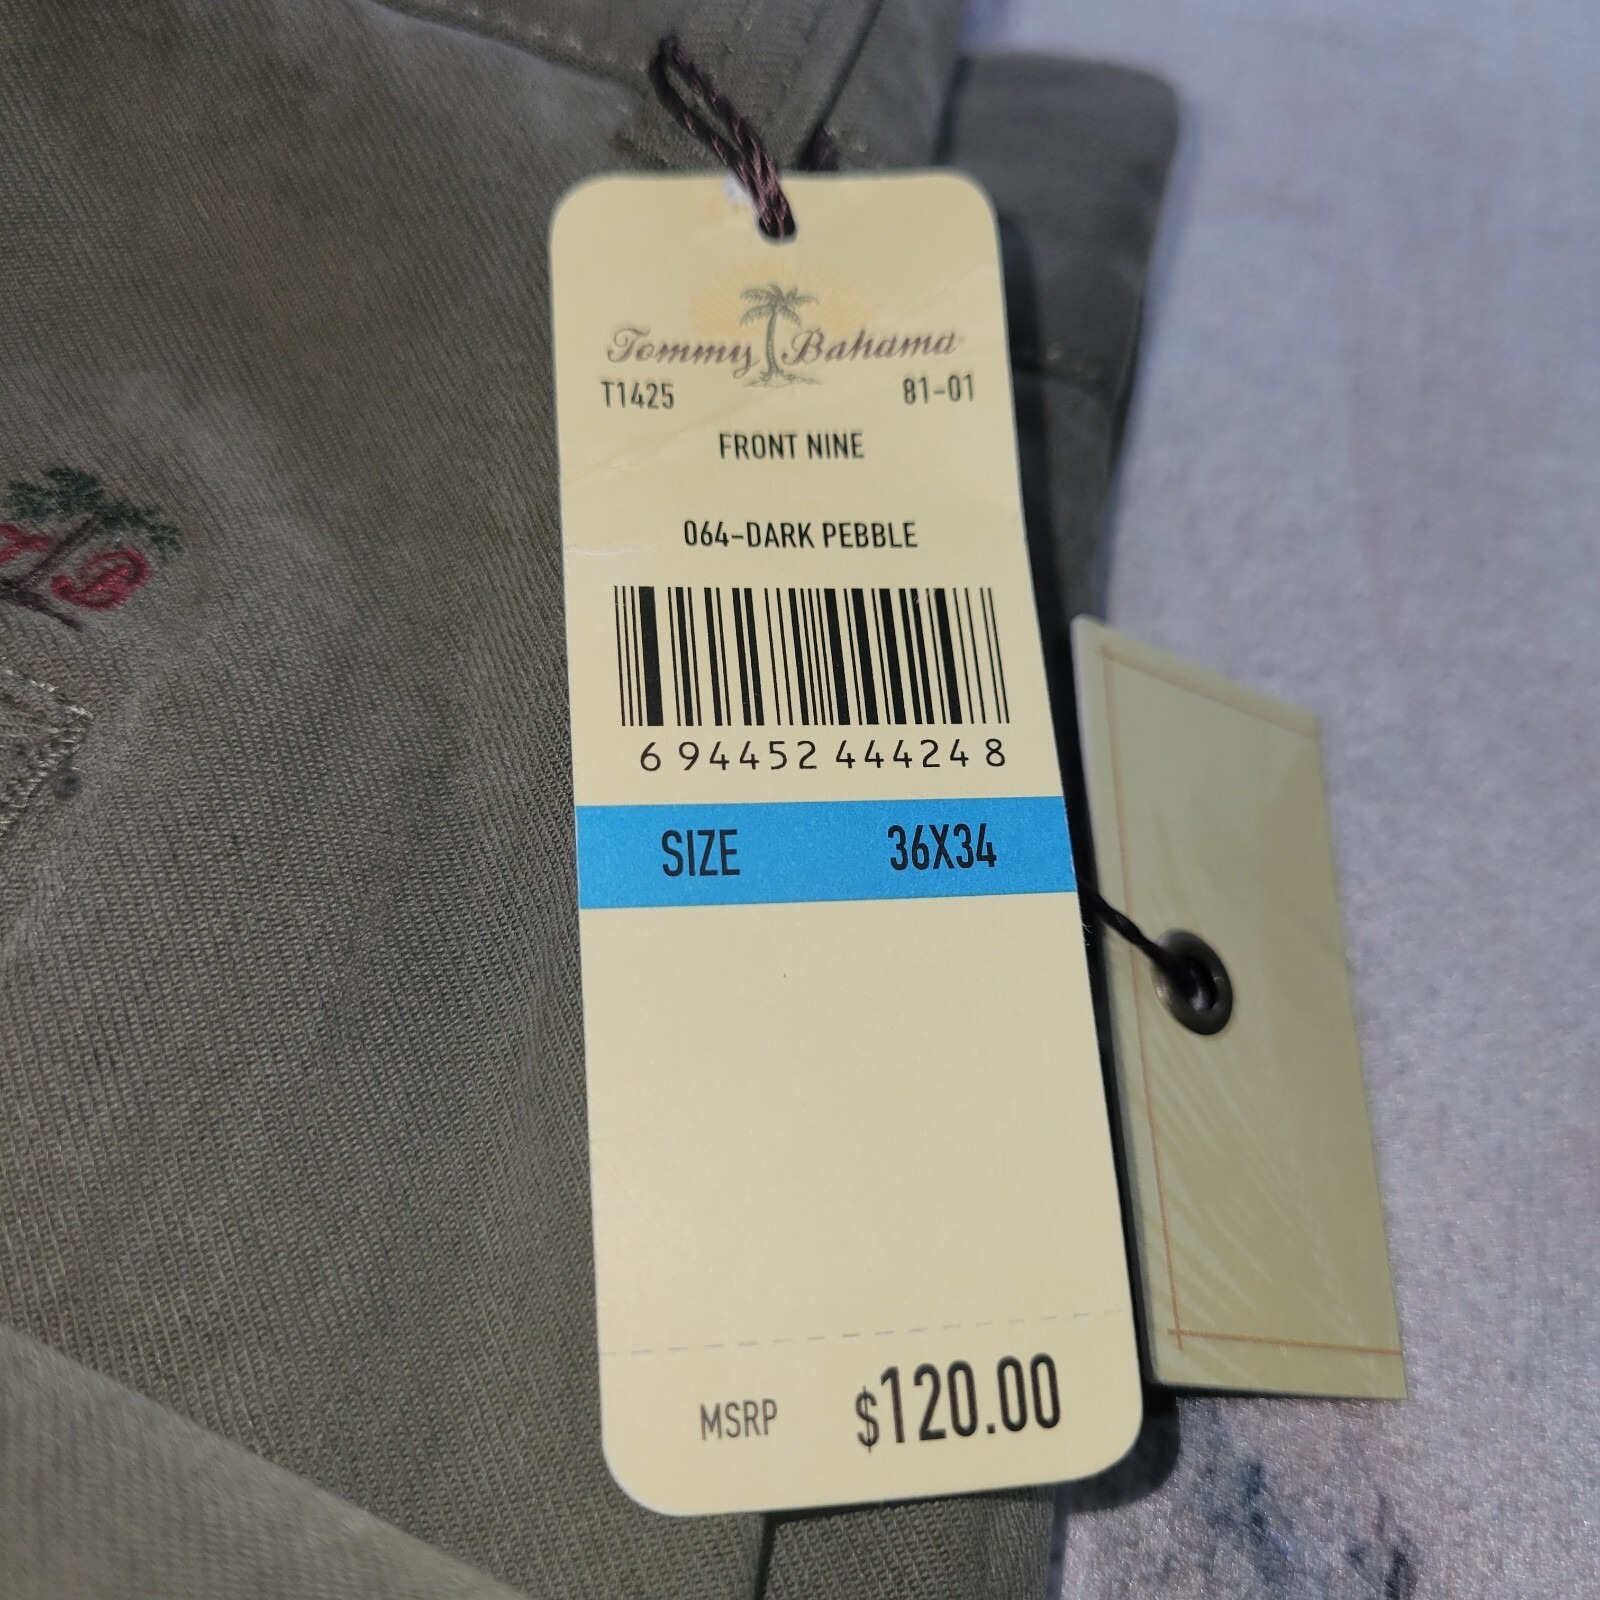 Tommy Bahama
T1425 81-01
FRONT NINE
064-DARK PEBBLE
6 94452 44424 8
SIZE 36X34
MSRP $120.00
TB